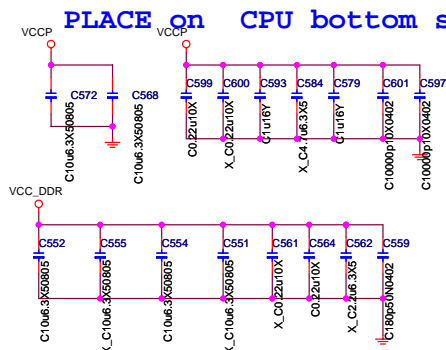 PLACE on CPU bottom s
VCCP
VCCP
C572
C568
C10u6.3X50805
C10u6.3X50805
C599
C600
C593
C584
C579
C601
C597
C0.22u10X
X_C0.22u10X
C1u16Y
X_C4.7u6.3X5
C1u16Y
C10000p10X0402
C10000p10X0402
VCC_DDR
C552
C555
C554
C551
C561
C564
C562
C559
C10u6.3X50805
X_C10u6.3X50805
C10u6.3X50805
X_C10u6.3X50805
X_C0.22u10X
C0.22u10X
X_C2.2u6.3X5
C180p50N0402